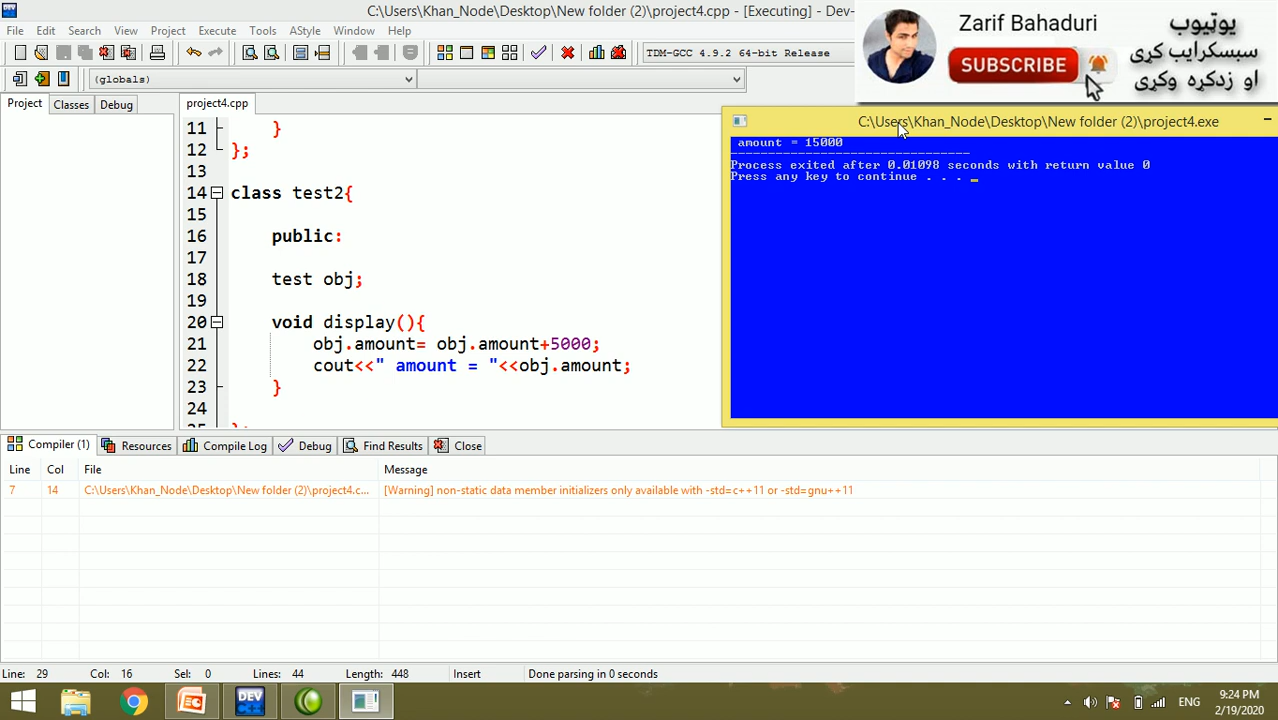 C:\Users\Khan_Node\Desktop\New folder (2)\project4.cpp - [Executing] - Dev-
File Edit Search View Project Execute Tools AStyle Window Help
TDM-GCC 4.9.2 64-bit Release
(globals)
Project Classes Debug
project4.cpp
Zarif Bahaduri
SUBSCRIBE
یوټیوب
سبسکرایب کړی
او زدکړه وکړی
11 }
12 };
13
14 class test2{
15
16 public:
17
18 test obj;
19
20 void display(){
21 obj.amount= obj.amount+5000;
22 cout<<" amount = "<<obj.amount;
23 }
24
C:\Users\Khan_Node\Desktop\New folder (2)\project4.exe
amount = 15000
--------------------------------
Process exited after 0.01098 seconds with return value 0
Press any key to continue . . . _
Compiler (1) Resources Compile Log Debug Find Results Close
Line Col File Message
7 14 C:\Users\Khan_Node\Desktop\New folder (2)\project4.c... [Warning] non-static data member initializers only available with -std=c++11 or -std=gnu++11
Line: 29 Col: 16 Sel: 0 Lines: 44 Length: 448 Insert Done parsing in 0 seconds
DEV C++
ENG
9:24 PM
2/19/2020